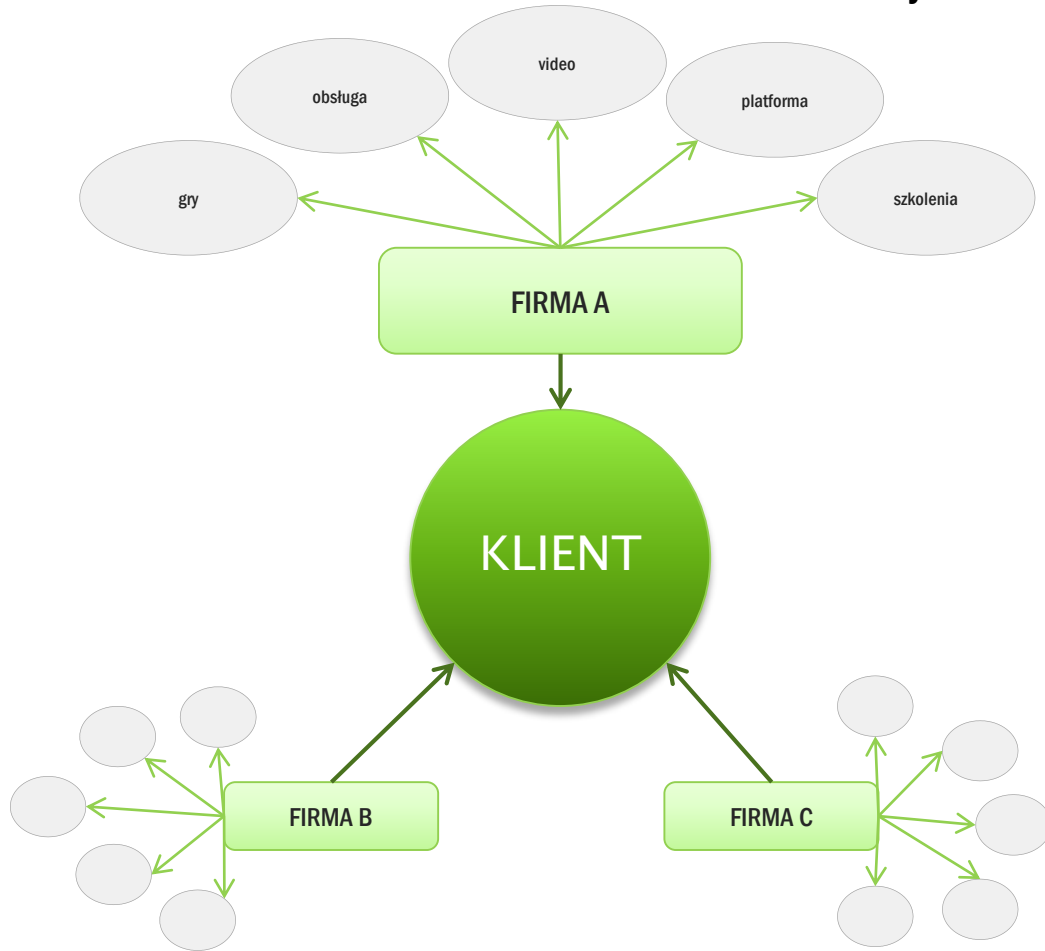 video
obsługa
platforma
gry
szkolenia
FIRMA A
KLIENT
FIRMA B
FIRMA C